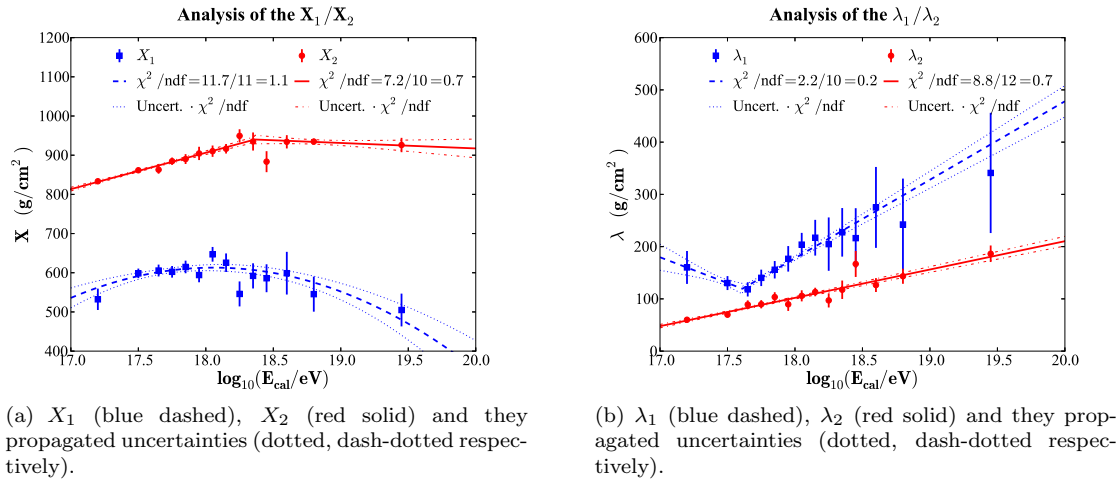 Analysis of the X₁/X₂
1200
1100
1000
900
800
700
600
500
400
X (g/cm²)
X₁
X₂
χ² /ndf=11.7/11=1.1
χ² /ndf=7.2/10=0.7
Uncert. · χ² /ndf
Uncert. · χ² /ndf
17.0 17.5 18.0 18.5 19.0 19.5 20.0
log₁₀(E_cal/eV)
(a) X₁ (blue dashed), X₂ (red solid) and they
propagated uncertainties (dotted, dash-dotted respec-
tively).
Analysis of the λ₁/λ₂
600
500
400
300
200
100
0
λ (g/cm²)
λ₁
λ₂
χ² /ndf=2.2/10=0.2
χ² /ndf=8.8/12=0.7
Uncert. · χ² /ndf
Uncert. · χ² /ndf
17.0 17.5 18.0 18.5 19.0 19.5 20.0
log₁₀(E_cal/eV)
(b) λ₁ (blue dashed), λ₂ (red solid) and they prop-
agated uncertainties (dotted, dash-dotted respec-
tively).